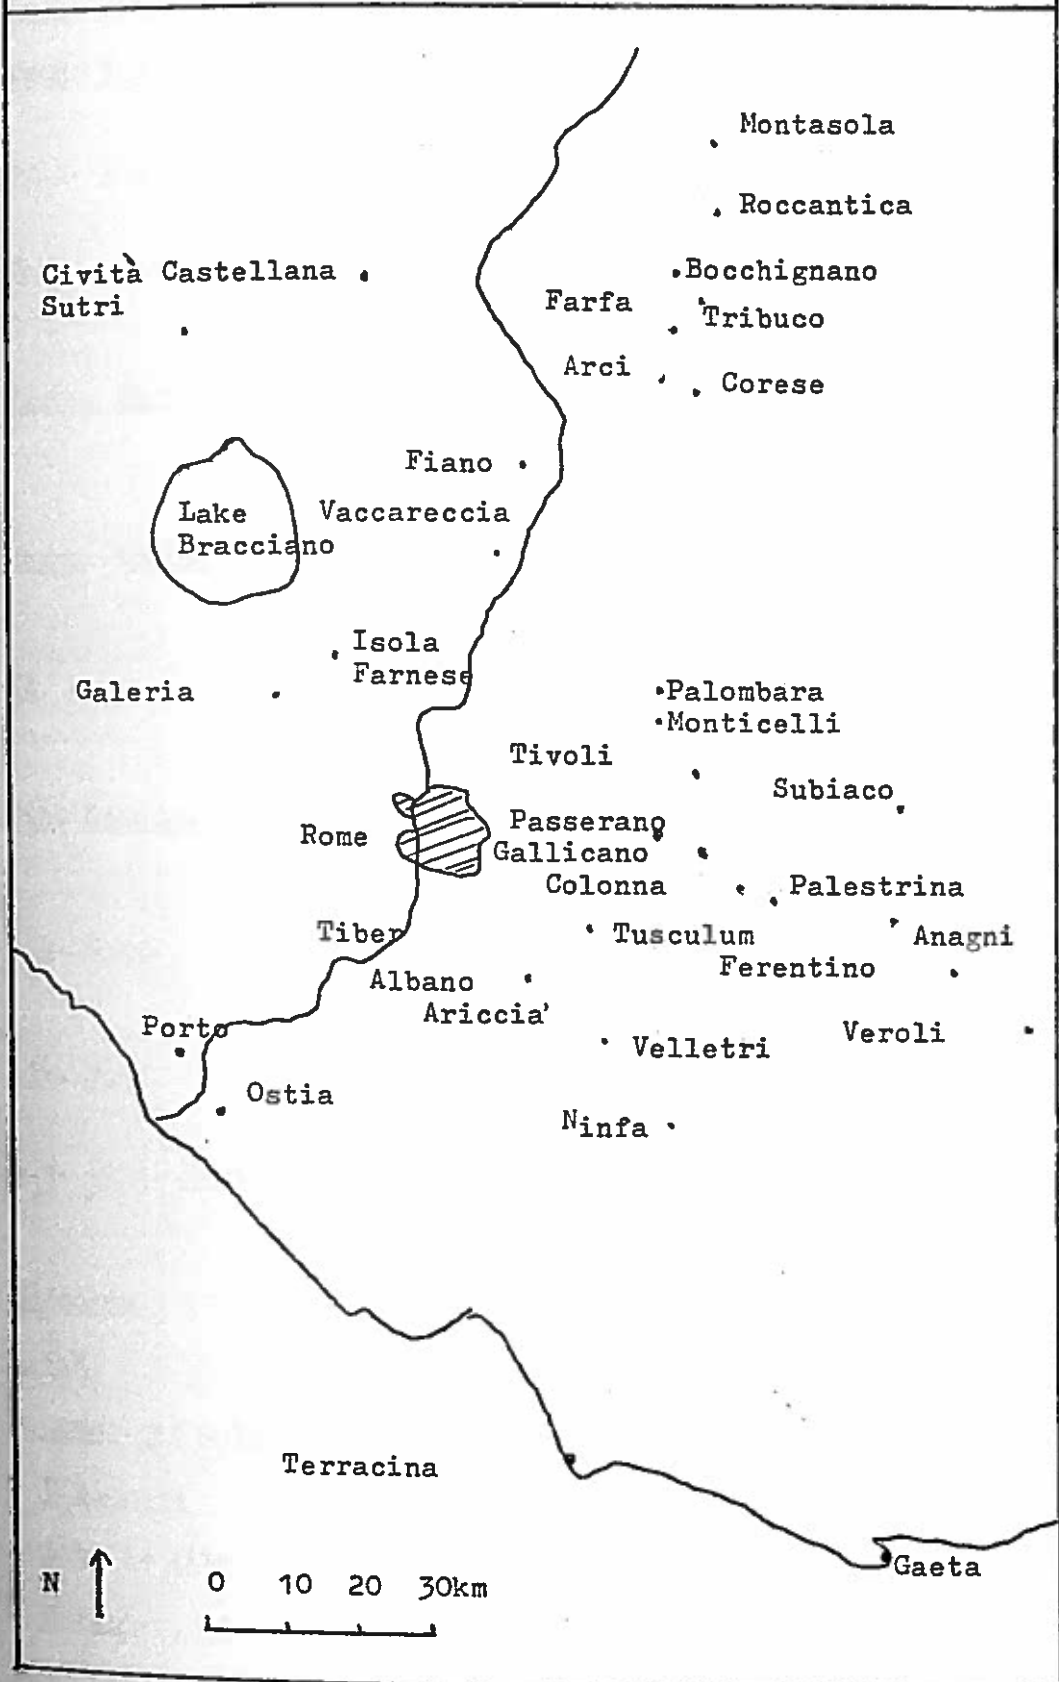 Montasola
Roccantica
Cività Castellana
Bocchignano
Sutri
Farfa
Tribuco
Arci
Corese
Fiano
Lake
Bracciano
Vaccareccia
Isola
Farnese
Galeria
Palombara
Monticelli
Tivoli
Subiaco
Passerano
Rome
Gallicano
Colonna
Palestrina
Tiber
Tusculum
Anagni
Ferentino
Albano
Ariccia'
Porto
Velletri
Veroli
Ostia
Ninfa
Terracina
Gaeta
N
0 10 20 30km